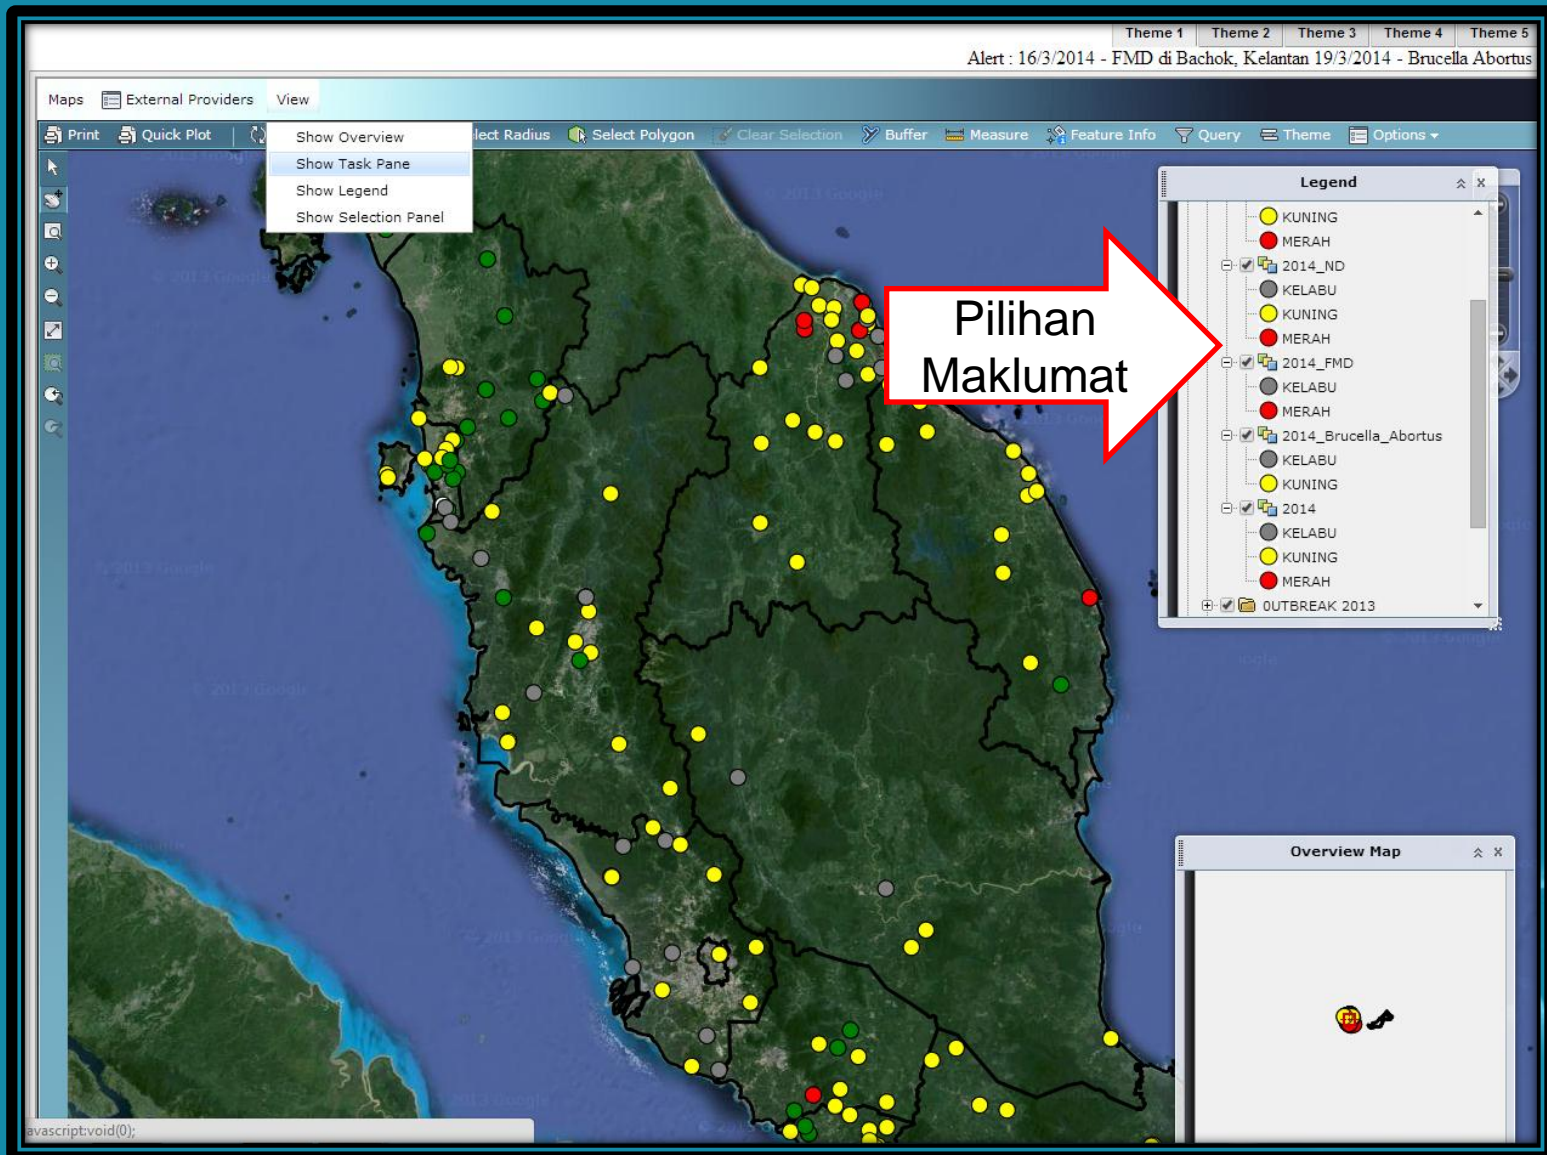 Theme 1 Theme 2 Theme 3 Theme 4 Theme 5
Alert : 16/3/2014 - FMD di Bachok, Kelantan 19/3/2014 - Brucella Abortus
Maps External Providers View
Print Quick Plot lect Radius Select Polygon Clear Selection Buffer Measure Feature Info Query Theme Options
Show Overview
Show Task Pane
Show Legend
Show Selection Panel
Legend
KUNING
MERAH
2014_ND
KELABU
KUNING
MERAH
2014_FMD
KELABU
MERAH
2014_Brucella_Abortus
KELABU
KUNING
2014
KELABU
KUNING
MERAH
OUTBREAK 2013
Pilihan
Maklumat
Overview Map
avascript:void(0);